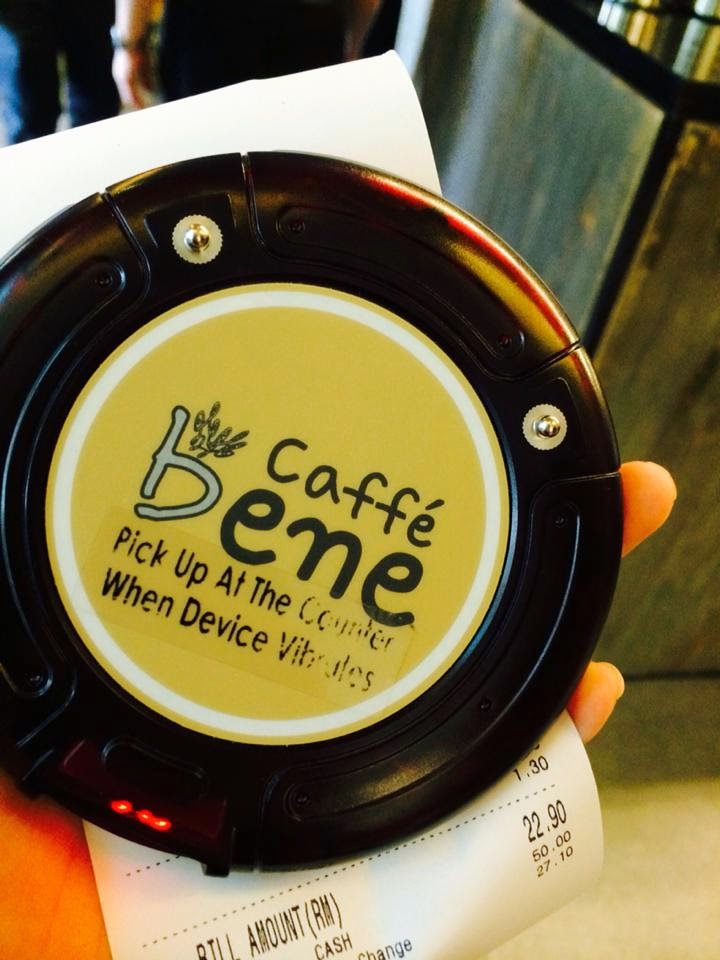 Caffé
bene
Pick Up At The Counter
When Device Vibrates
1.30
22.90
50.00
27.10
BILL AMOUNT(RM)
CASH
Change